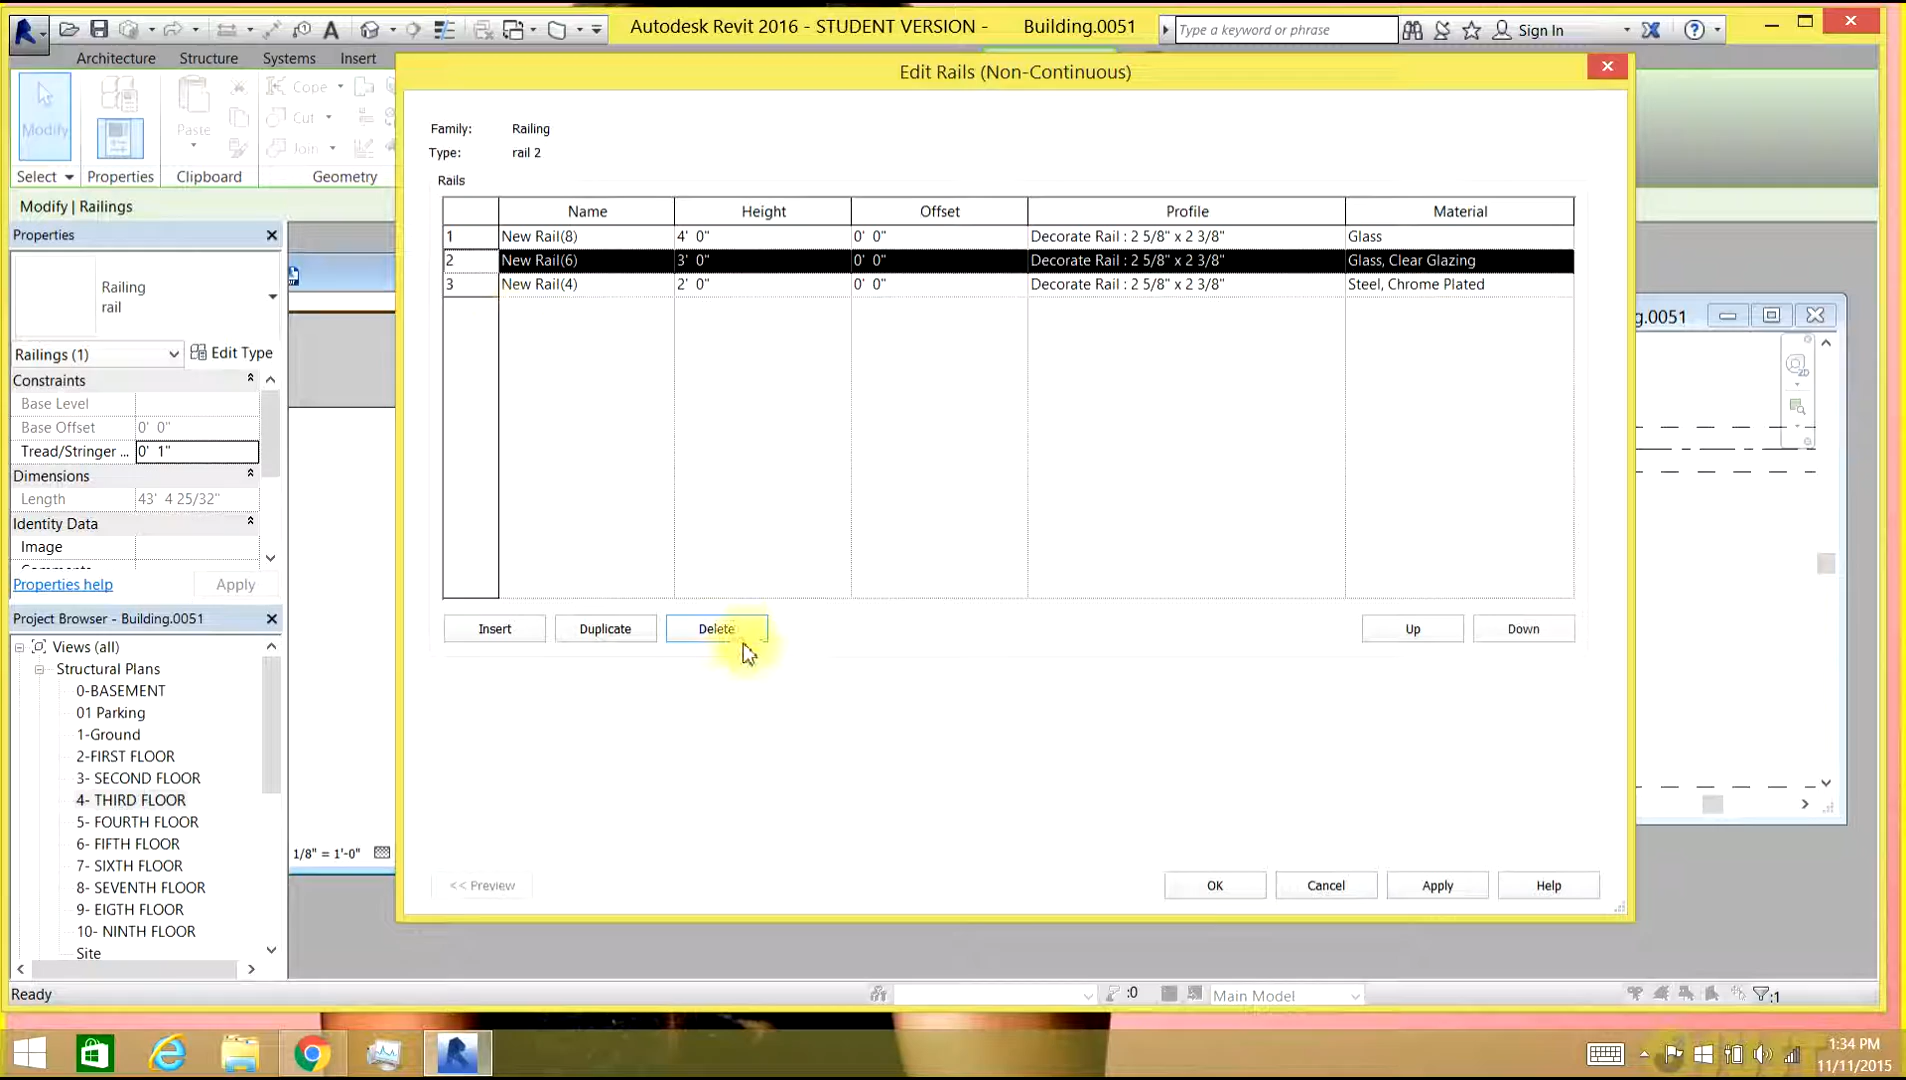 Autodesk Revit 2016 - STUDENT VERSION - Building.0051
Type a keyword or phrase
Sign In
Architecture Structure Systems Insert
Modify
Paste
Cope
Cut
Join
Select Properties Clipboard Geometry
Modify | Railings
Properties
Railing
rail
Railings (1)
Edit Type
Constraints
Base Level
Base Offset 0' 0"
Tread/Stringer ... 0' 1"
Dimensions
Length 43' 4 25/32"
Identity Data
Image
Properties help
Apply
Project Browser - Building.0051
Views (all)
Structural Plans
0-BASEMENT
01 Parking
1-Ground
2-FIRST FLOOR
3- SECOND FLOOR
4- THIRD FLOOR
5- FOURTH FLOOR
6- FIFTH FLOOR
7- SIXTH FLOOR
8- SEVENTH FLOOR
9- EIGTH FLOOR
10- NINTH FLOOR
Site
Ready
Edit Rails (Non-Continuous)
Family: Railing
Type: rail 2
Rails
Name Height Offset Profile Material
1 New Rail(8) 4' 0" 0' 0" Decorate Rail : 2 5/8" x 2 3/8" Glass
2 New Rail(6) 3' 0" 0' 0" Decorate Rail : 2 5/8" x 2 3/8" Glass, Clear Glazing
3 New Rail(4) 2' 0" 0' 0" Decorate Rail : 2 5/8" x 2 3/8" Steel, Chrome Plated
Insert Duplicate Delete Up Down
<< Preview OK Cancel Apply Help
g.0051
2D
1/8" = 1'-0"
:0
Main Model
:1
1:34 PM
11/11/2015